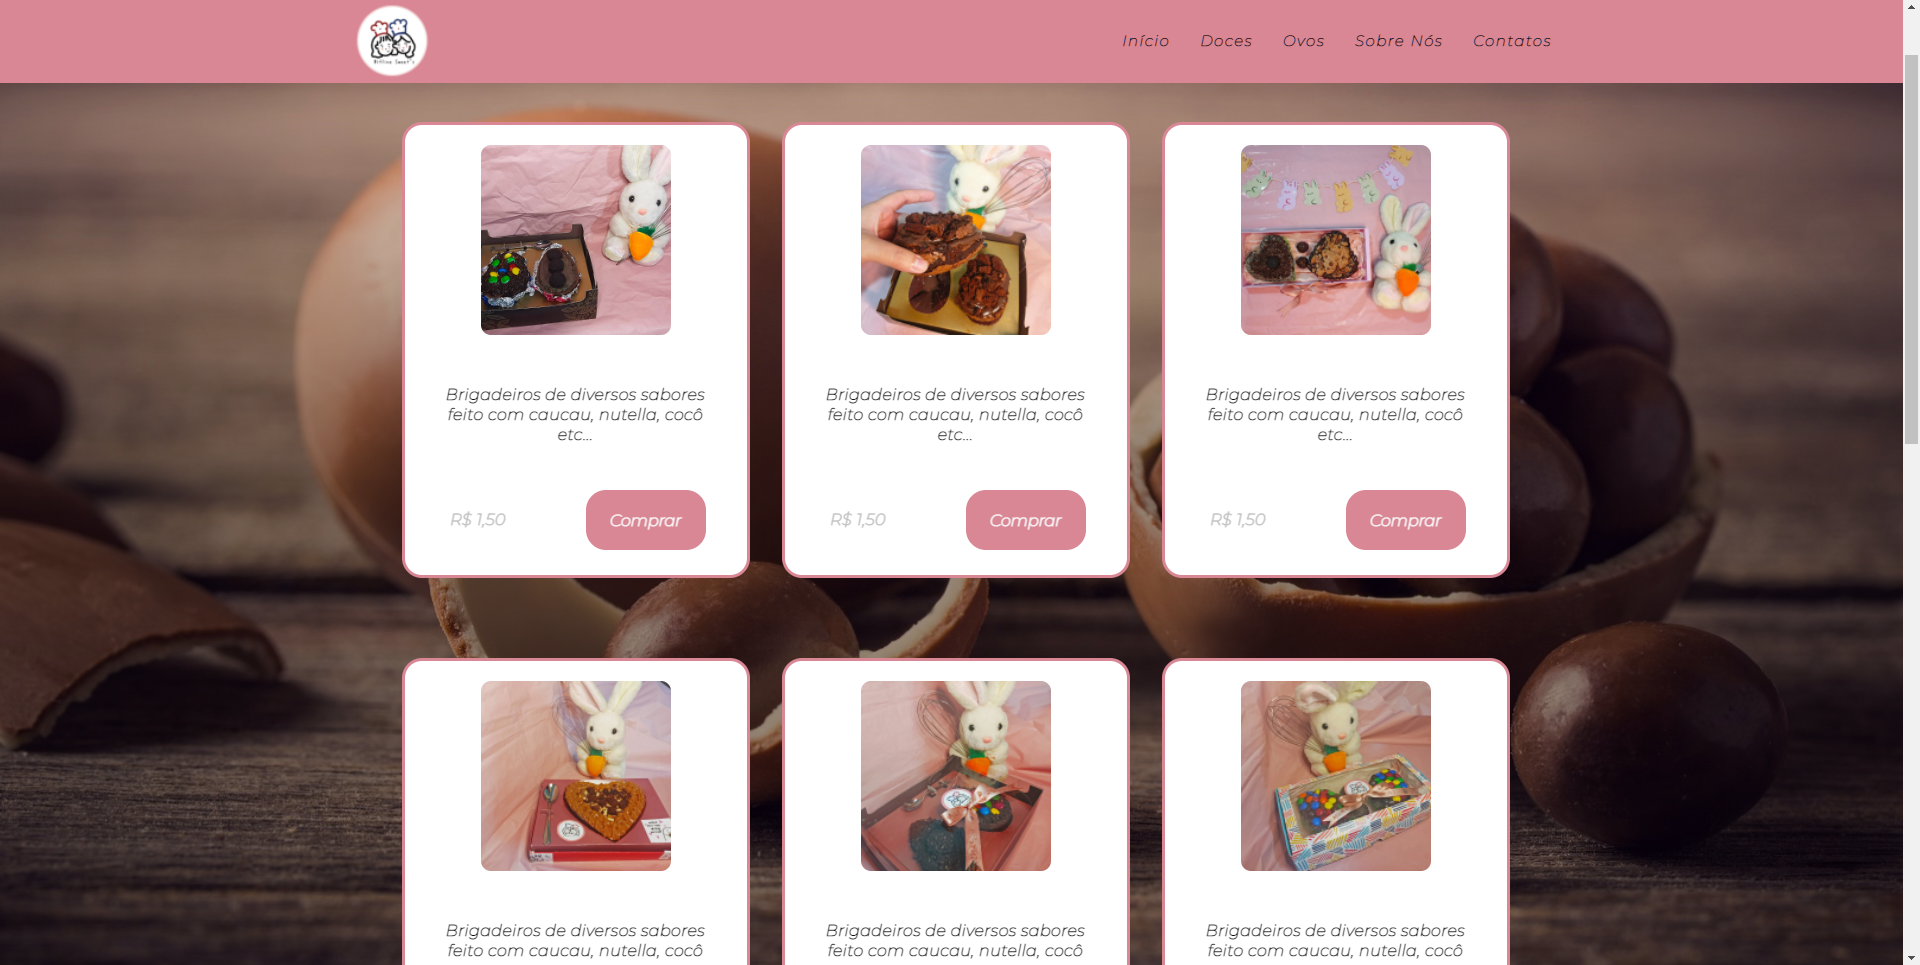 Início Doces Ovos Sobre Nós Contatos
Brigadeiros de diversos sabores
feito com caucau, nutella, cocô
etc...
R$ 1,50 Comprar
Brigadeiros de diversos sabores
feito com caucau, nutella, cocô
etc...
R$ 1,50 Comprar
Brigadeiros de diversos sabores
feito com caucau, nutella, cocô
etc...
R$ 1,50 Comprar
Brigadeiros de diversos sabores
feito com caucau, nutella, cocô
Brigadeiros de diversos sabores
feito com caucau, nutella, cocô
Brigadeiros de diversos sabores
feito com caucau, nutella, cocô